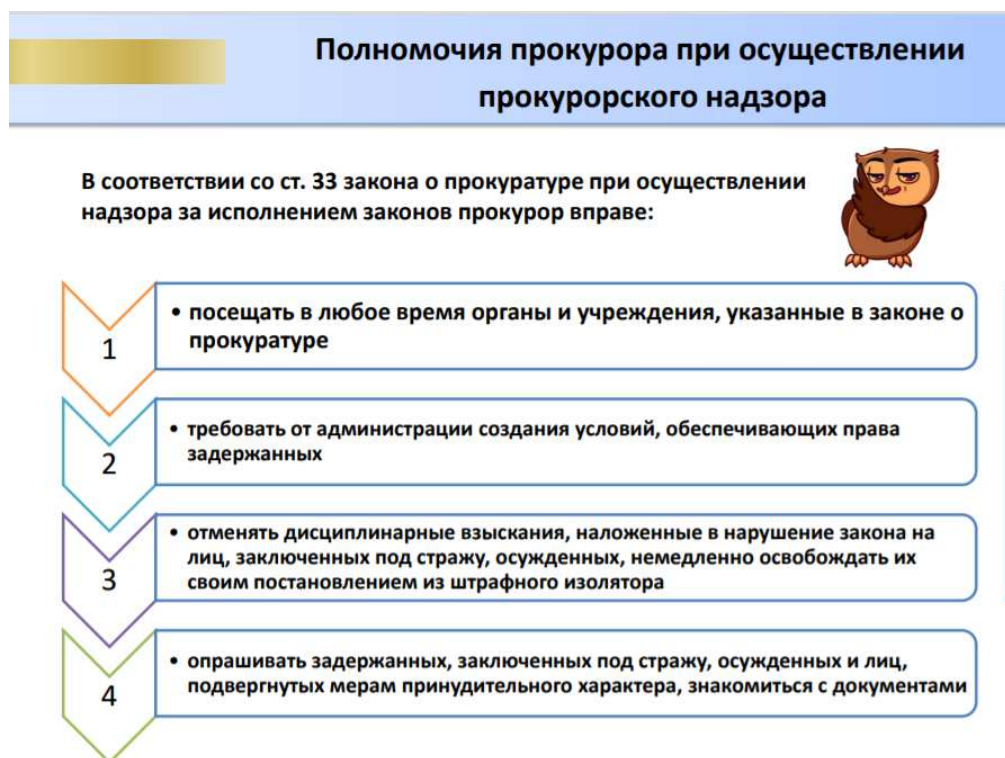 Полномочия прокурора при осуществлении
прокурорского надзора
В соответствии со ст. 33 закона о прокуратуре при осуществлении
надзора за исполнением законов прокурор вправе:
1
• посещать в любое время органы и учреждения, указанные в законе о
прокуратуре
2
• требовать от администрации создания условий, обеспечивающих права
задержанных
3
• отменять дисциплинарные взыскания, наложенные в нарушение закона на
лиц, заключенных под стражу, осужденных, немедленно освобождать их
своим постановлением из штрафного изолятора
4
• опрашивать задержанных, заключенных под стражу, осужденных и лиц,
подвергнутых мерам принудительного характера, знакомиться с документами